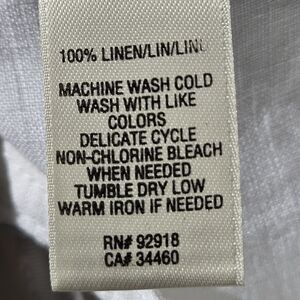 100% LINEN/LIN/LINO
MACHINE WASH COLD
WASH WITH LIKE
COLORS
DELICATE CYCLE
NON-CHLORINE BLEACH
WHEN NEEDED
TUMBLE DRY LOW
WARM IRON IF NEEDED
RN# 92918
CA# 34460